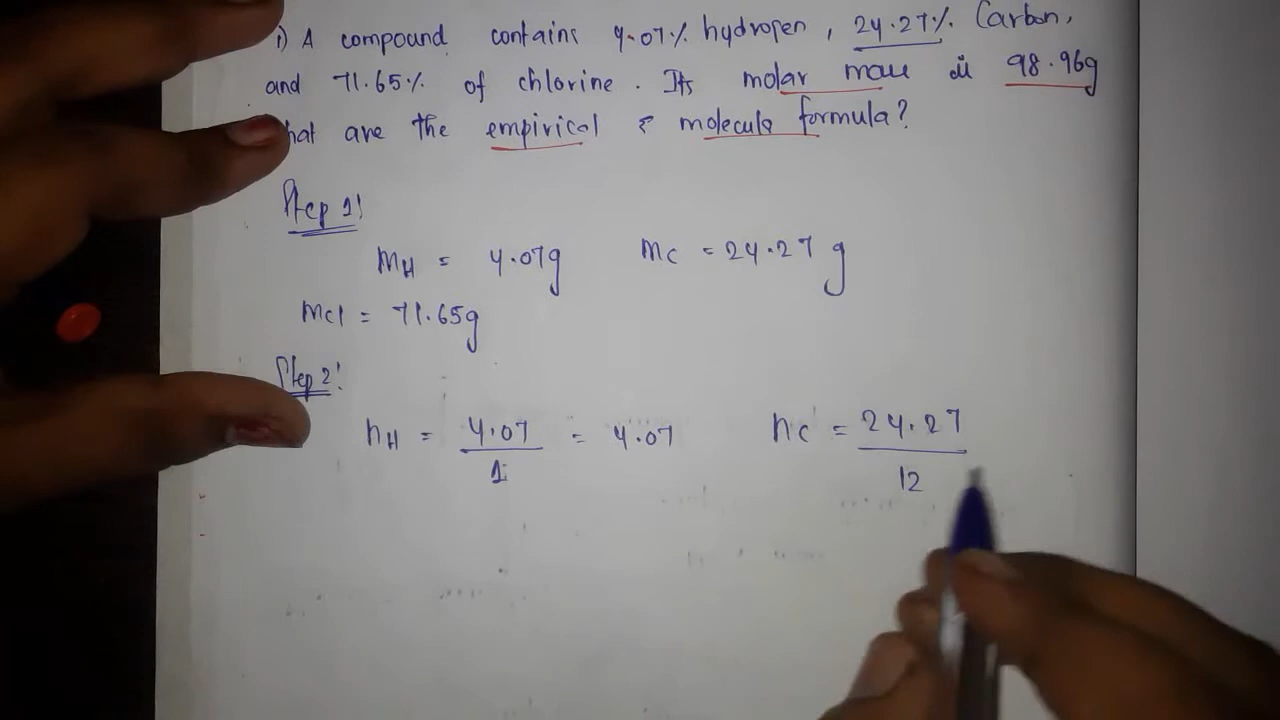 1) A compound contains 4.07% hydrogen, 24.27% Carbon,
and 71.65% of chlorine. Its molar mass is 98.96g
hat are the empirical & molecula formula?
Step 1!
mH = 4.07g mC = 24.27 g
mCl = 71.65g
Step 2!
nH = 4.07/1 = 4.07 nC = 24.27/12